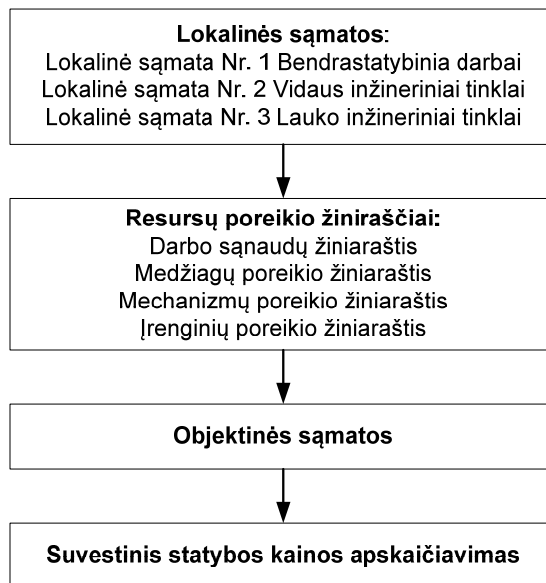 Lokalinės sąmatos:
Lokalinė sąmata Nr. 1 Bendrastatybinia darbai
Lokalinė sąmata Nr. 2 Vidaus inžineriniai tinklai
Lokalinė sąmata Nr. 3 Lauko inžineriniai tinklai
Resursų poreikio žiniraščiai:
Darbo sąnaudų žiniaraštis
Medžiagų poreikio žiniaraštis
Mechanizmų poreikio žiniaraštis
Įrenginių poreikio žiniaraštis
Objektinės sąmatos
Suvestinis statybos kainos apskaičiavimas